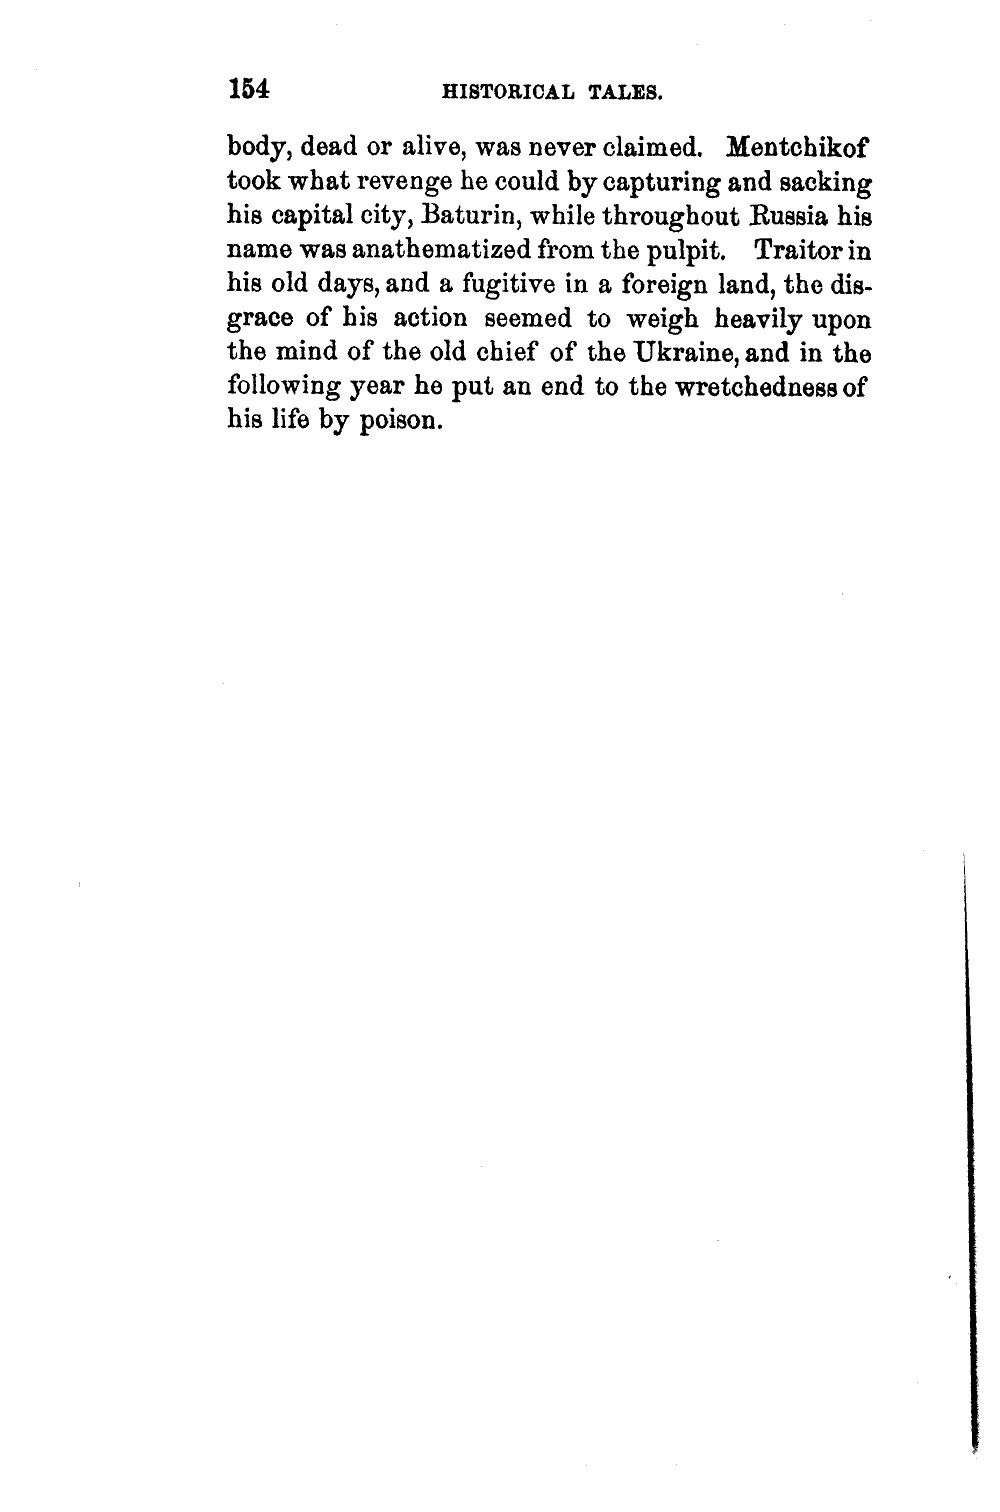 154 HISTORICAL TALES.
body, dead or alive, was never claimed. Mentchikof
took what revenge he could by capturing and sacking
his capital city, Baturin, while throughout Russia his
name was anathematized from the pulpit. Traitor in
his old days, and a fugitive in a foreign land, the dis-
grace of his action seemed to weigh heavily upon
the mind of the old chief of the Ukraine, and in the
following year he put an end to the wretchedness of
his life by poison.